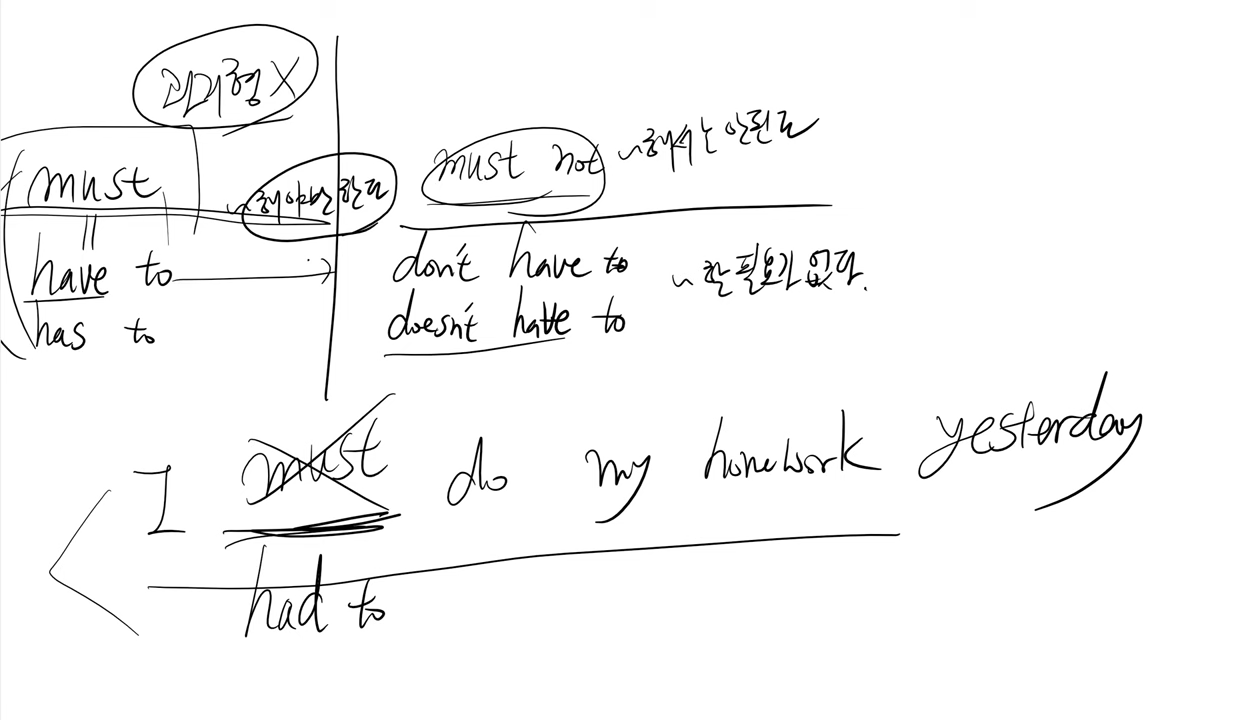 과거형 X
must ~해야만 한다
have to
has to
must not ~해서는 안된다
don't have to ~할 필요가 없다.
doesn't have to
I must do my homework yesterday
had to